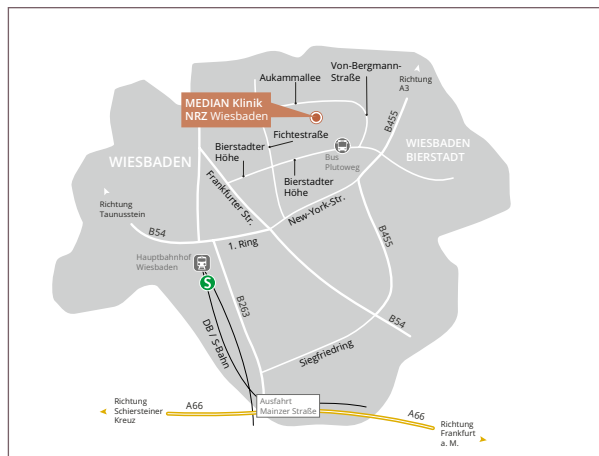 Von-Bergmann-
Straße
Aukammallee
Richtung
A3
MEDIAN Klinik
NRZ Wiesbaden
B455
Fichtestraße
WIESBADEN
BIERSTADT
Bierstadter
Höhe
WIESBADEN
Bus
Plutoweg
Bierstadter
Höhe
Frankfurter Str.
New-York-Str.
Richtung
Taunusstein
B54
1. Ring
B455
Hauptbahnhof
Wiesbaden
S
B263
DB / S-Bahn
B54
Siegfriedring
Richtung
Schiersteiner
Kreuz
A66
Ausfahrt
Mainzer Straße
A66
Richtung
Frankfurt
a. M.